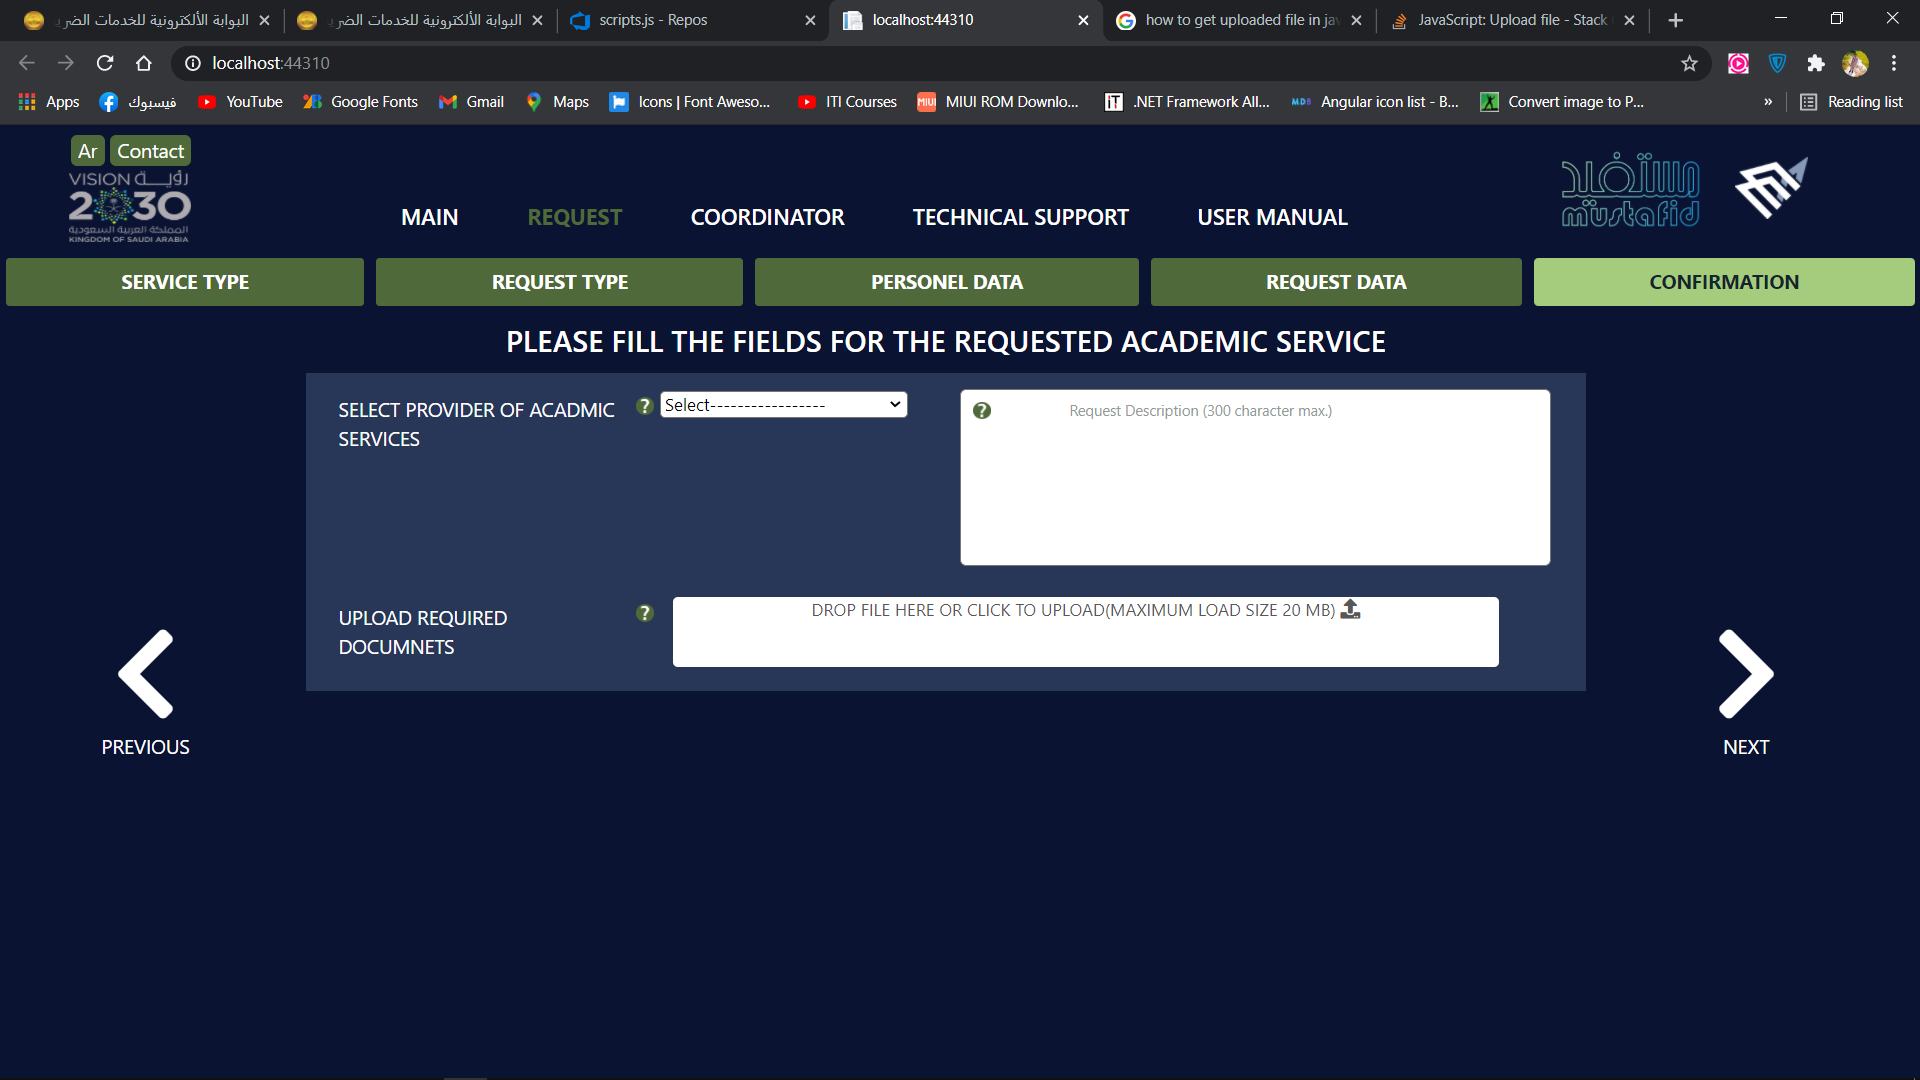 البوابة الألكترونية للخدمات الضري
البوابة الألكترونية للخدمات الضري
scripts.js - Repos
localhost:44310
how to get uploaded file in jav
JavaScript: Upload file - Stack
localhost:44310
Apps
فيسبوك
YouTube
Google Fonts
Gmail
Maps
Icons | Font Aweso...
ITI Courses
MIUI ROM Downlo...
.NET Framework All...
Angular icon list - B...
Convert image to P...
»
Reading list
Ar
Contact
VISION رؤيــة
2030
المملكة العربية السعودية
KINGDOM OF SAUDI ARABIA
MAIN
REQUEST
COORDINATOR
TECHNICAL SUPPORT
USER MANUAL
مستفيد
müstafid
SERVICE TYPE
REQUEST TYPE
PERSONEL DATA
REQUEST DATA
CONFIRMATION
PLEASE FILL THE FIELDS FOR THE REQUESTED ACADEMIC SERVICE
SELECT PROVIDER OF ACADMIC
SERVICES
Select-----------------
Request Description (300 character max.)
UPLOAD REQUIRED
DOCUMNETS
DROP FILE HERE OR CLICK TO UPLOAD(MAXIMUM LOAD SIZE 20 MB)
PREVIOUS
NEXT